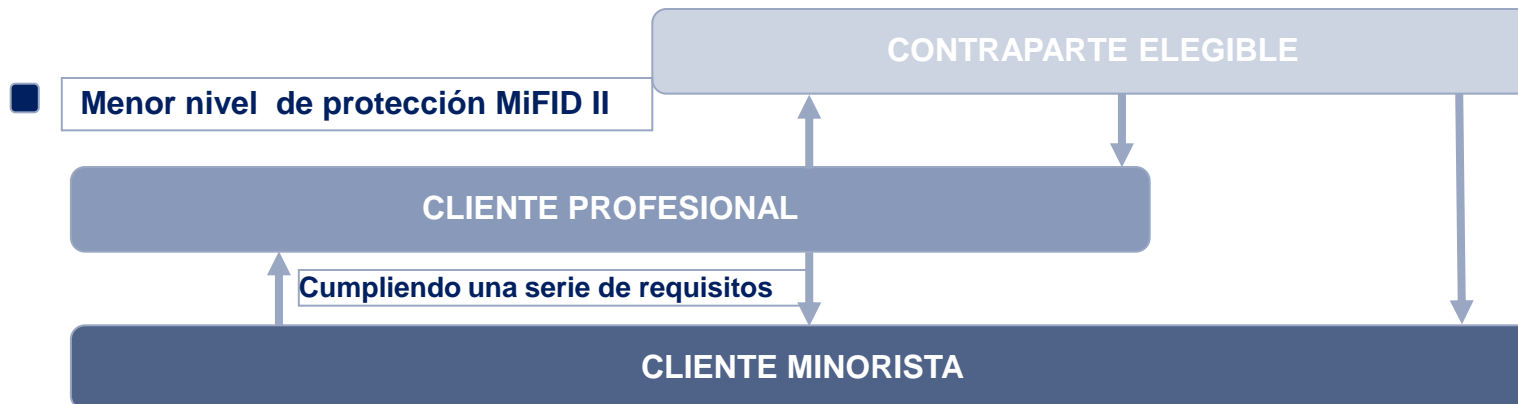 CONTRAPARTE ELEGIBLE
Menor nivel de protección MiFID II
CLIENTE PROFESIONAL
Cumpliendo una serie de requisitos
CLIENTE MINORISTA